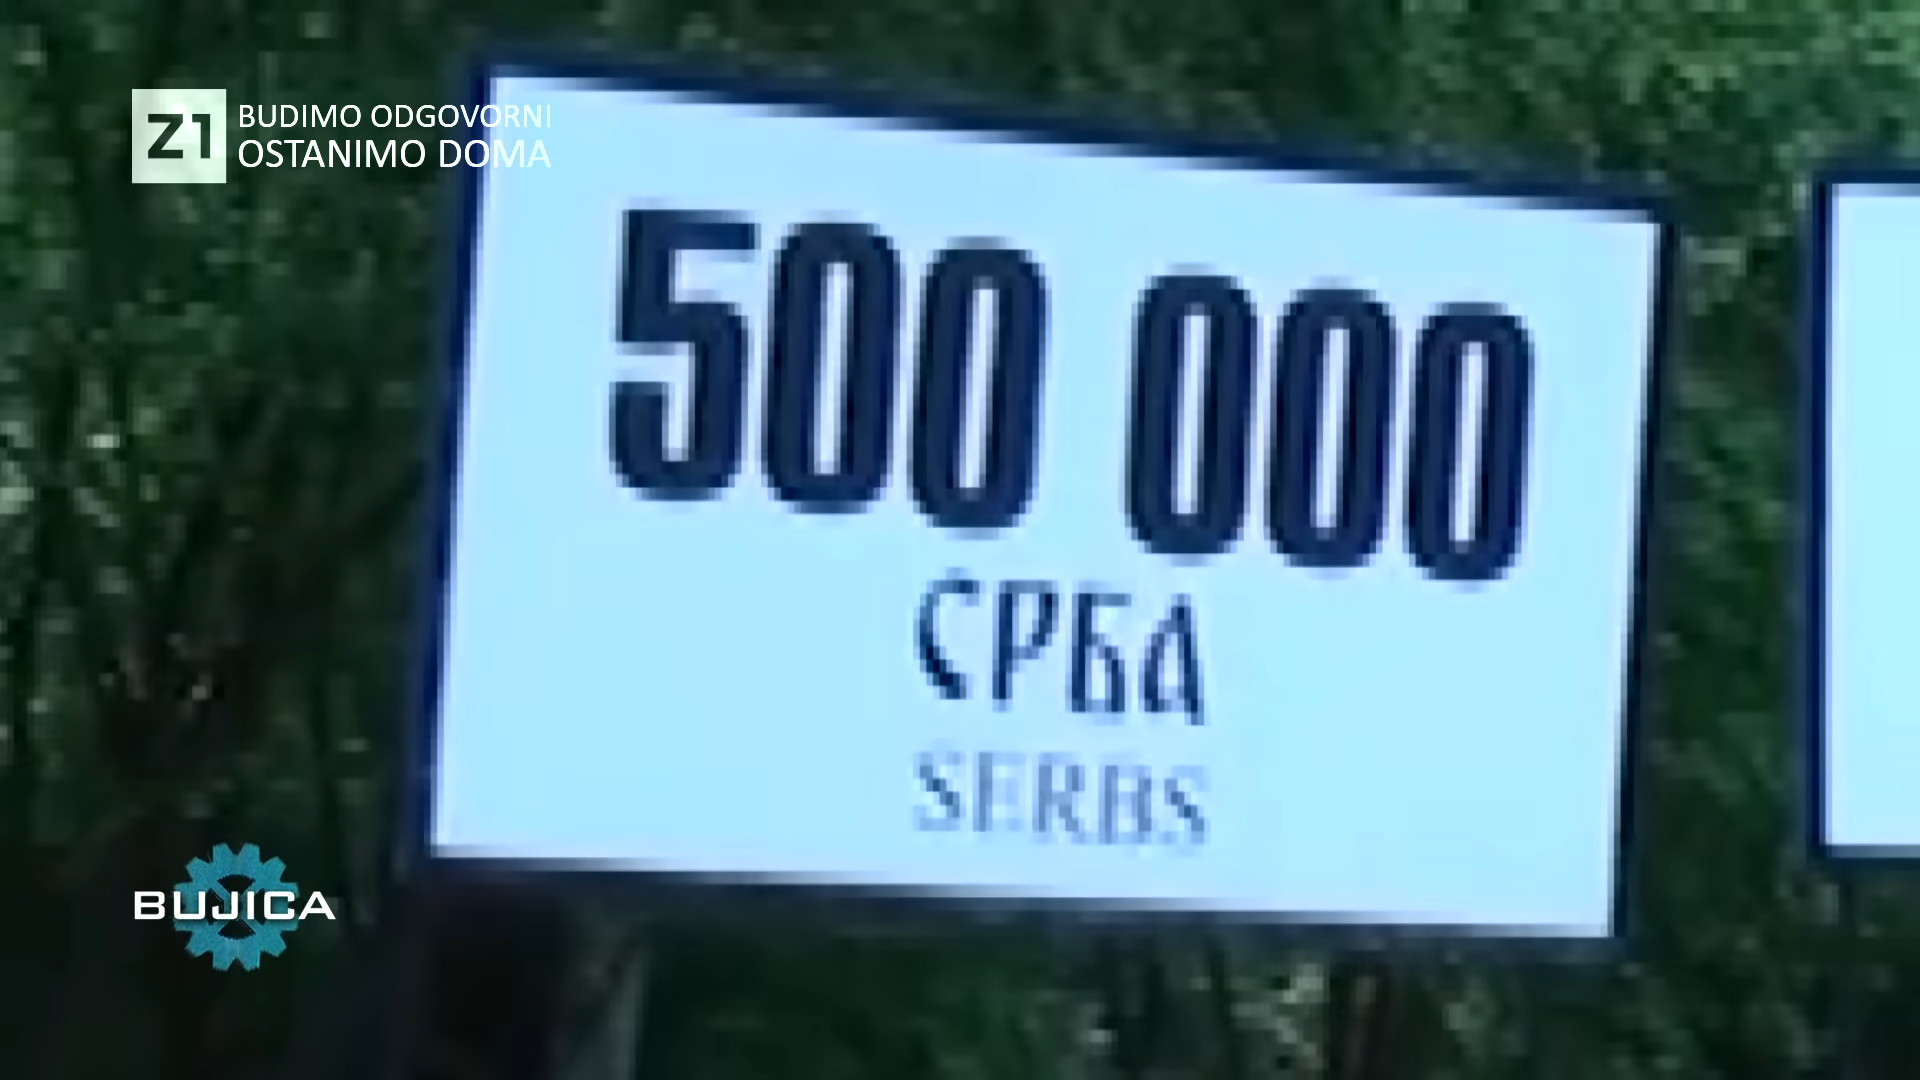 Z1
BUDIMO ODGOVORNI
OSTANIMO DOMA
500 000
СРБА
SERBS
BUJICA